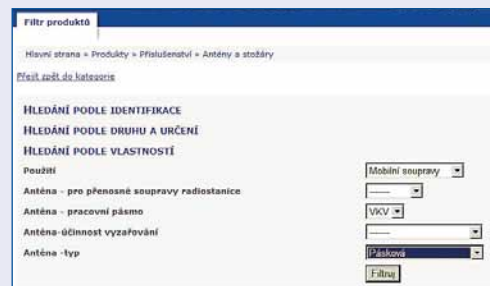 Filtr produktů
Hlavní strana » Produkty » Příslušenství » Antény a stožáry
Přejít zpět do kategorie
HLEDÁNÍ PODLE IDENTIFIKACE
HLEDÁNÍ PODLE DRUHU A URČENÍ
HLEDÁNÍ PODLE VLASTNOSTÍ
Použití Mobilní soupravy
Anténa - pro přenosné soupravy radiostanice ------
Anténa - pracovní pásmo VKV
Anténa-účinnost vyzařování ------
Anténa -typ Pásková
Filtruj